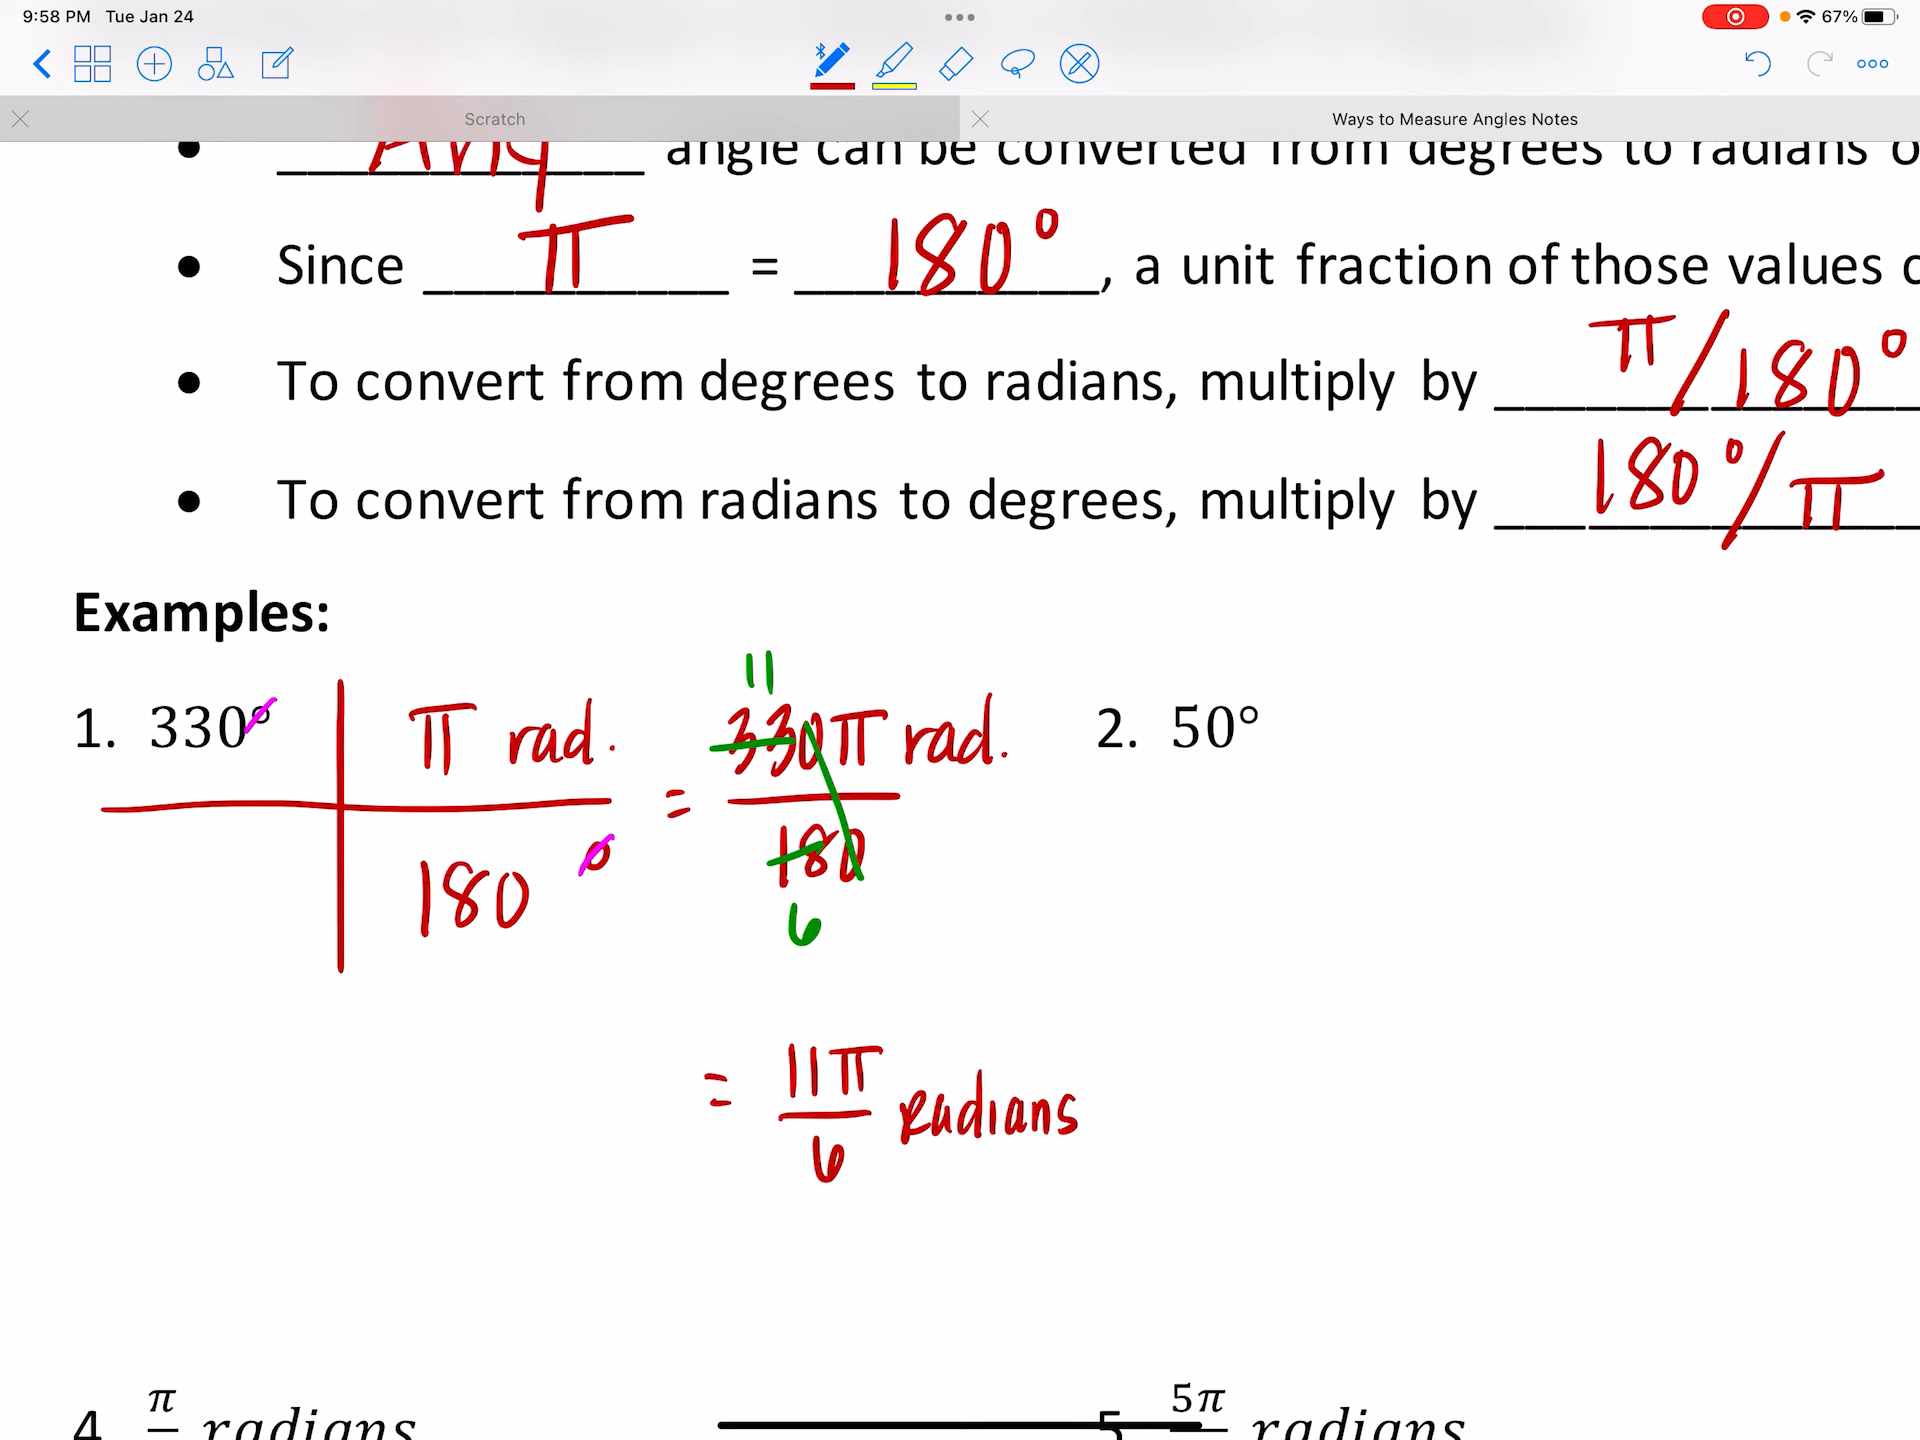 9:58 PM Tue Jan 24
67%
Scratch
Ways to Measure Angles Notes
• Any angle can be converted from degrees to radians
• Since π = 180°, a unit fraction of those values
• To convert from degrees to radians, multiply by π/180°
• To convert from radians to degrees, multiply by 180°/π
Examples:
11
1. 330° π rad. = 330π rad. 2. 50°
180° 180
6
= 11π radians
6
π 5π
4. radians 5. radians